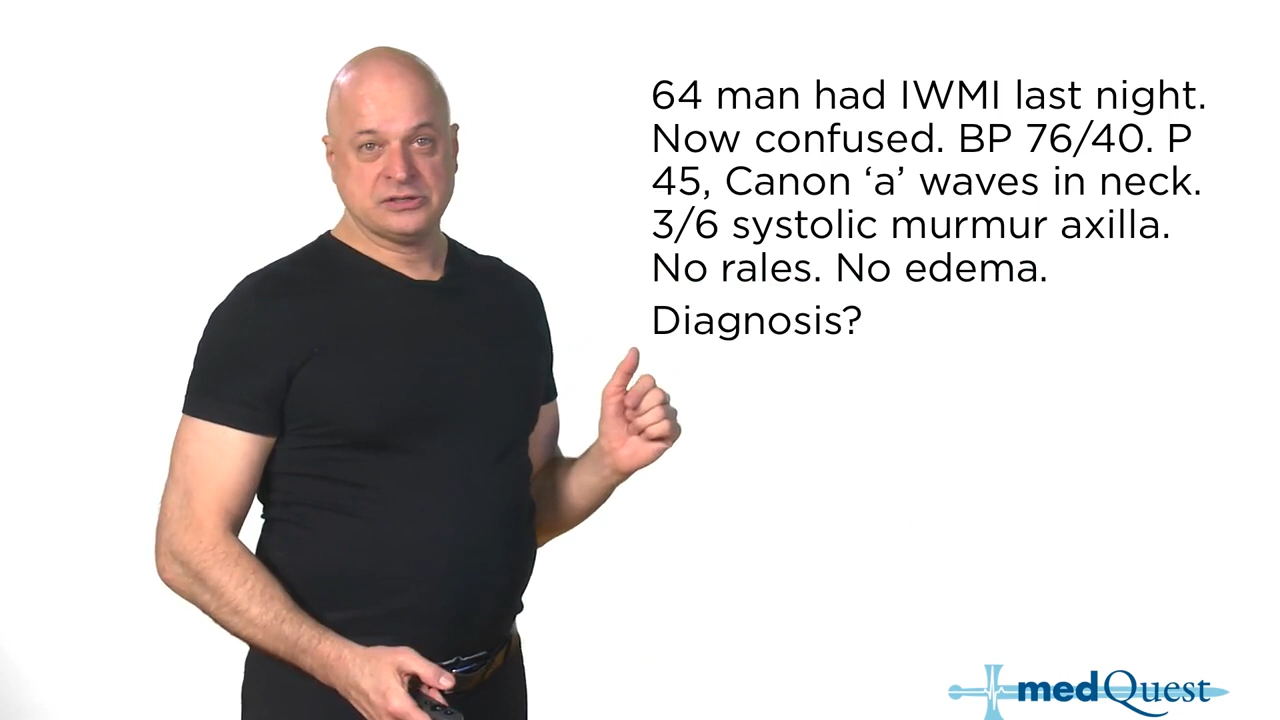 64 man had IWMI last night.
Now confused. BP 76/40. P
45, Canon ‘a’ waves in neck.
3/6 systolic murmur axilla.
No rales. No edema.
Diagnosis?
medQuest